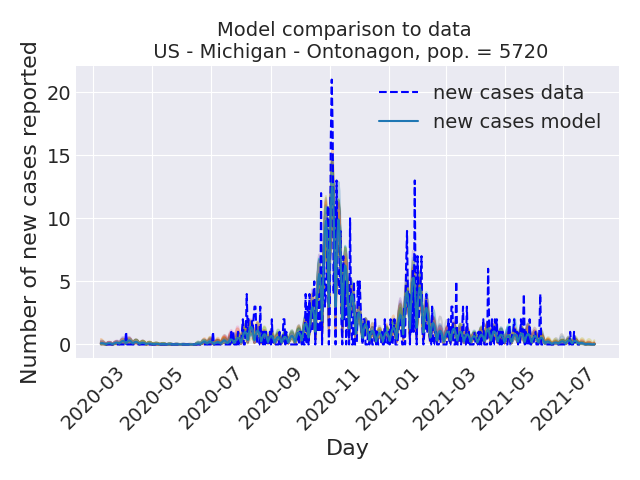 Model comparison to data
US - Michigan - Ontonagon, pop. = 5720
Number of new cases reported
20
15
10
5
0
new cases data
new cases model
2020-03
2020-05
2020-07
2020-09
2020-11
2021-01
2021-03
2021-05
2021-07
Day